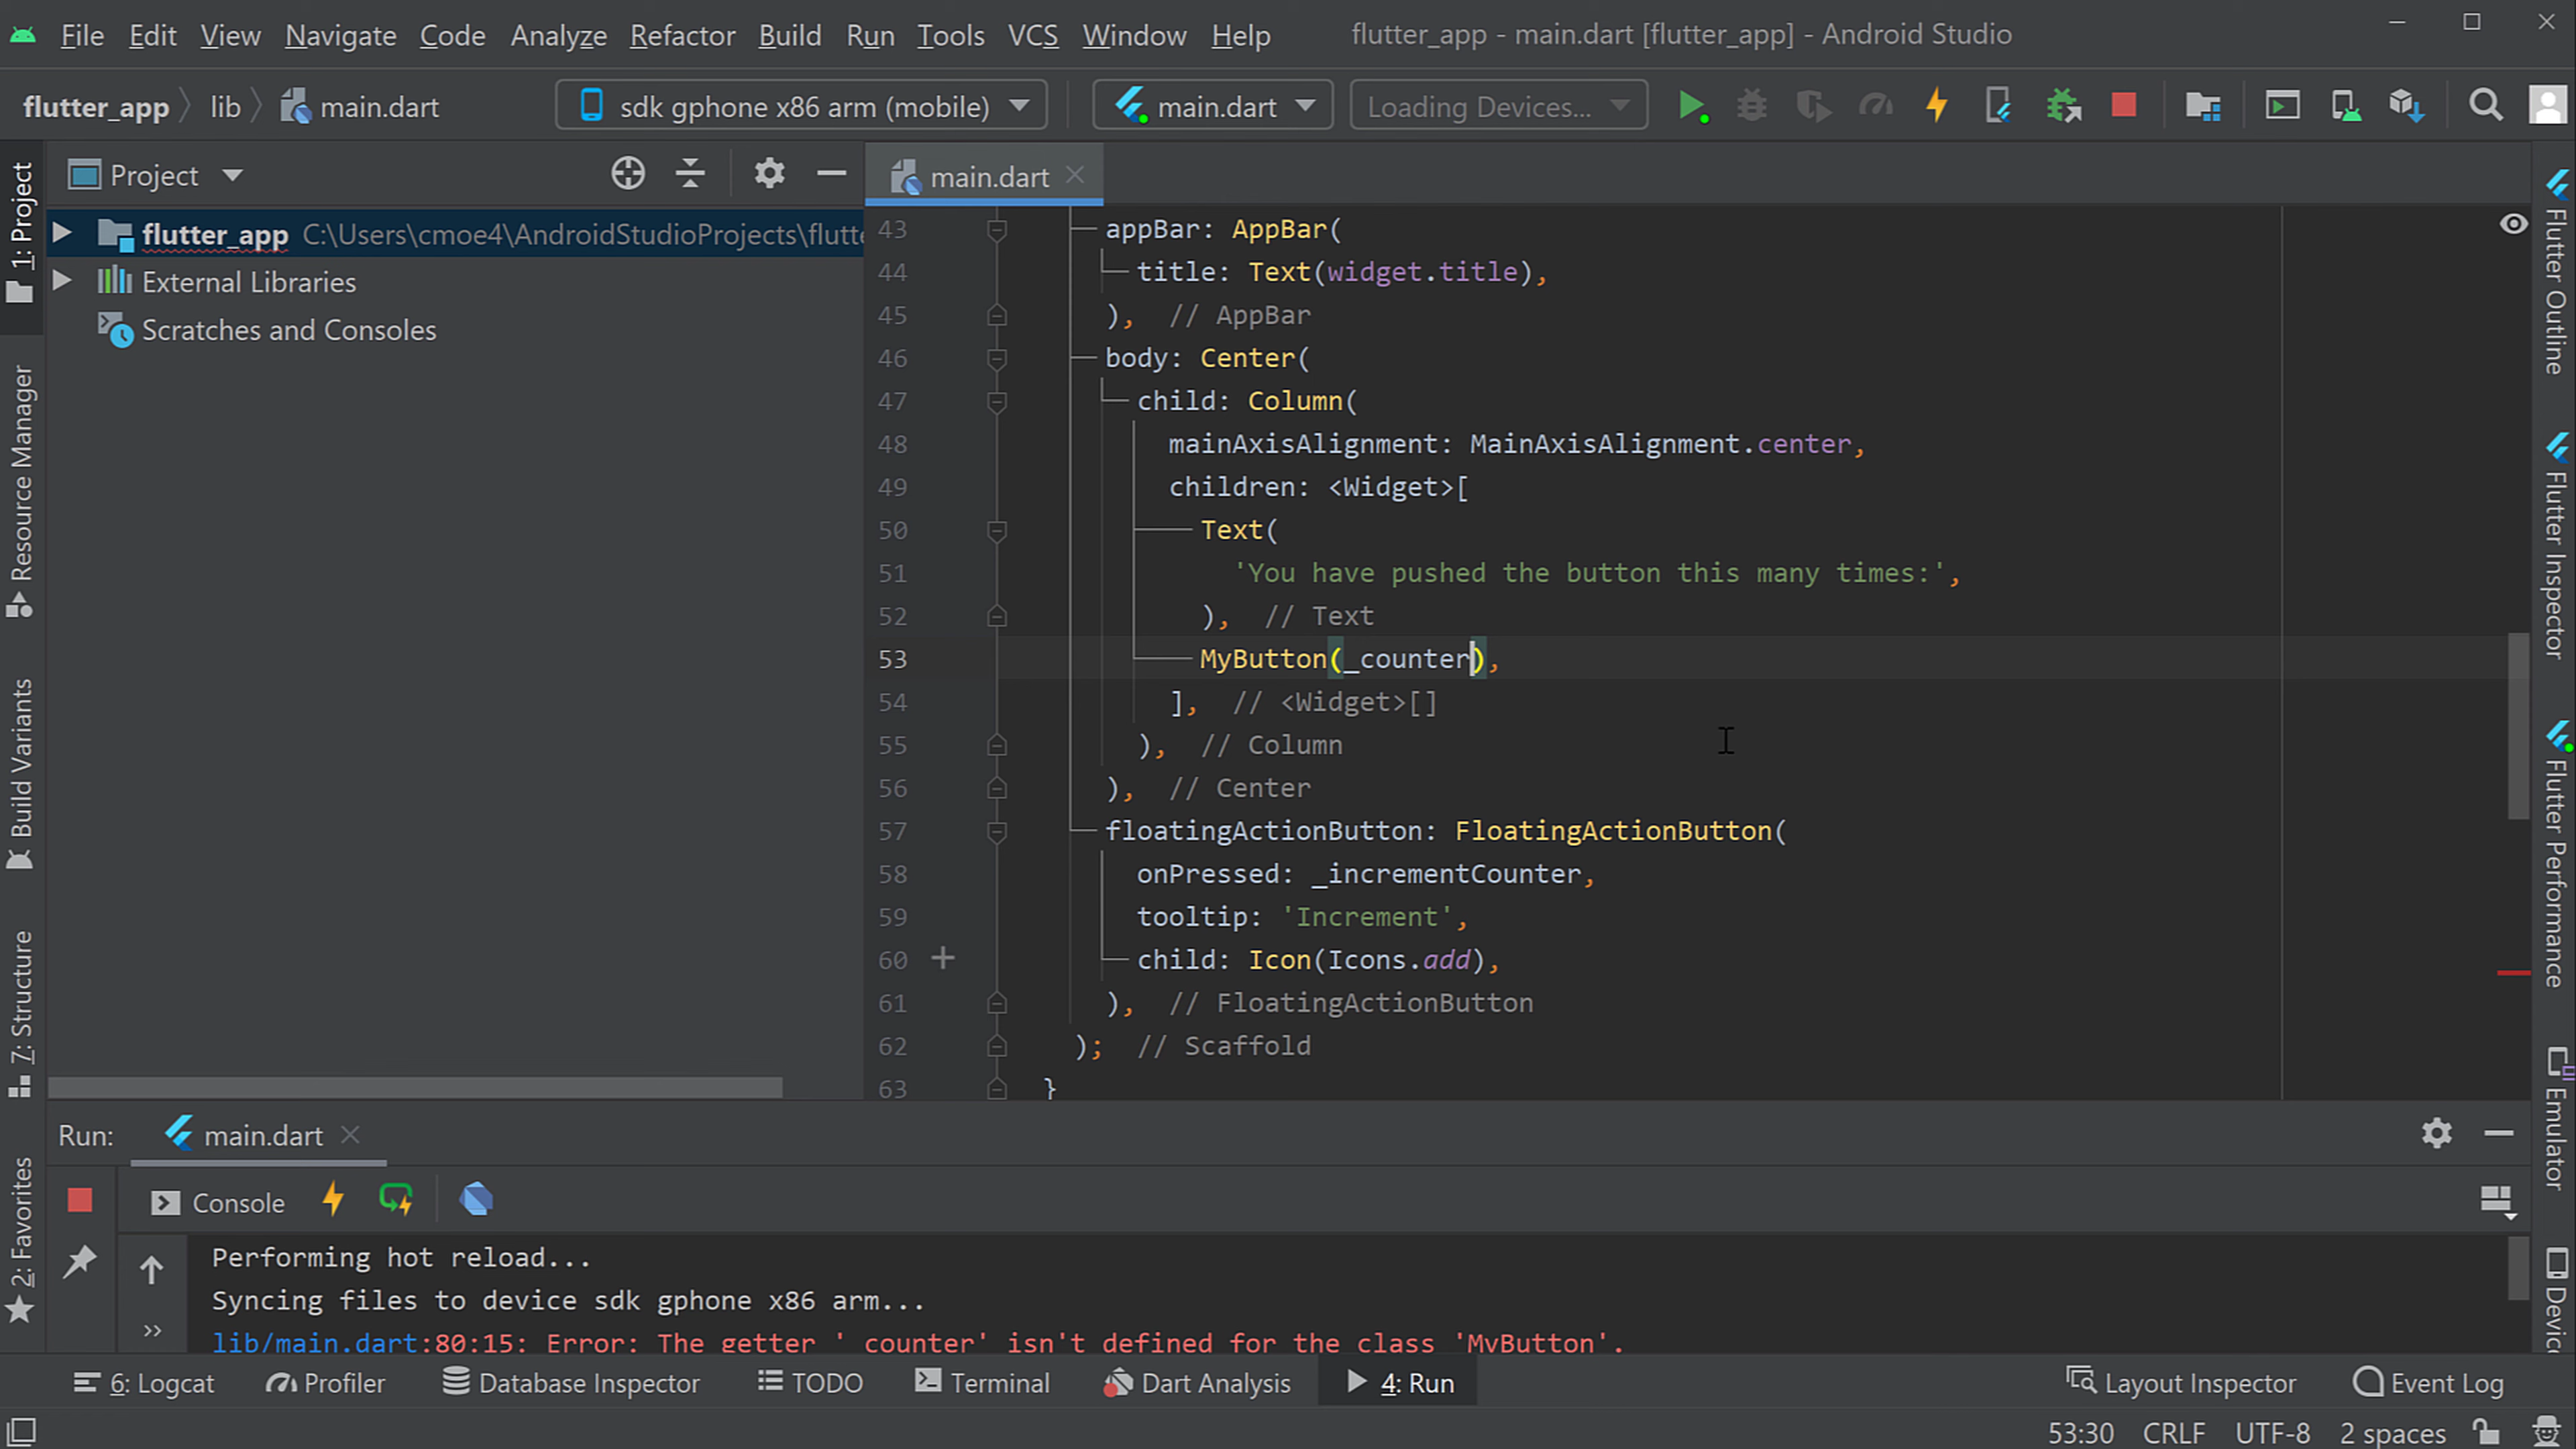 File Edit View Navigate Code Analyze Refactor Build Run Tools VCS Window Help flutter_app - main.dart [flutter_app] - Android Studio
flutter_app lib main.dart sdk gphone x86 arm (mobile) main.dart Loading Devices...
Project main.dart
flutter_app C:\Users\cmoe4\AndroidStudioProjects\flutte
External Libraries
Scratches and Consoles
1: Project
Resource Manager
Build Variants
7: Structure
2: Favorites
43 appBar: AppBar(
44 title: Text(widget.title),
45 ), // AppBar
46 body: Center(
47 child: Column(
48 mainAxisAlignment: MainAxisAlignment.center,
49 children: <Widget>[
50 Text(
51 'You have pushed the button this many times:',
52 ), // Text
53 MyButton(_counter),
54 ], // <Widget>[]
55 ), // Column
56 ), // Center
57 floatingActionButton: FloatingActionButton(
58 onPressed: _incrementCounter,
59 tooltip: 'Increment',
60 child: Icon(Icons.add),
61 ), // FloatingActionButton
62 ); // Scaffold
63 }
Flutter Outline
Flutter Inspector
Flutter Performance
Emulator
Devic
Run: main.dart
Console
Performing hot reload...
Syncing files to device sdk gphone x86 arm...
lib/main.dart:80:15: Error: The getter '_counter' isn't defined for the class 'MyButton'.
6: Logcat Profiler Database Inspector TODO Terminal Dart Analysis 4: Run Layout Inspector Event Log
53:30 CRLF UTF-8 2 spaces